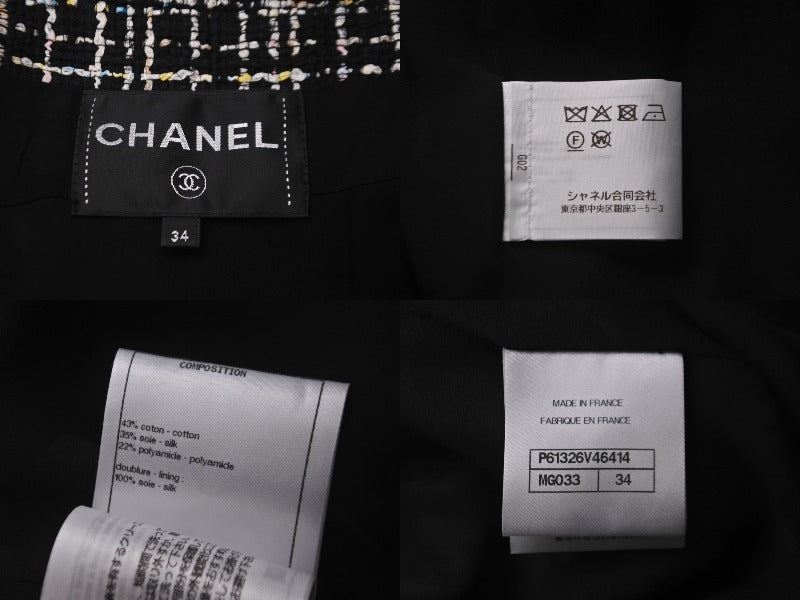 CHANEL
34
G02
シャネル合同会社
東京都中央区銀座3-5-3
COMPOSITION
43% coton - cotton
35% soie - silk
22% polyamide - polyamide
doublure - lining :
100% soie - silk
MADE IN FRANCE
FABRIQUE EN FRANCE
P61326V46414
MG033 34